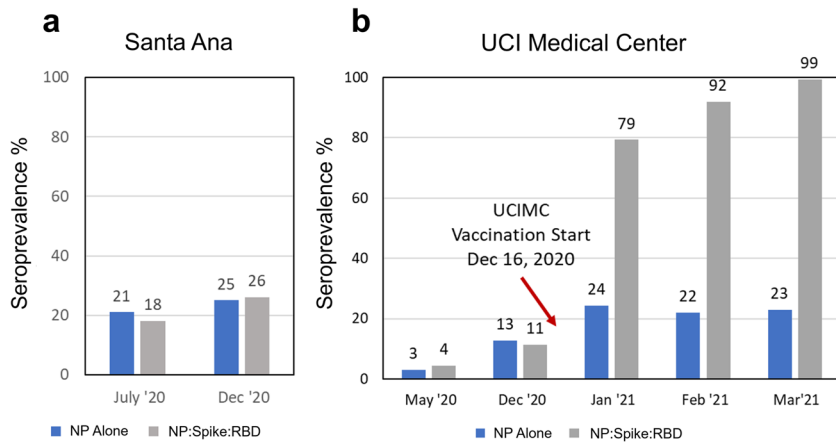 a
Santa Ana
Seroprevalence %
100
80
60
40
20
0
21
18
25
26
July '20
Dec '20
NP Alone
NP:Spike:RBD
b
UCI Medical Center
Seroprevalence %
100
80
60
40
20
0
3
4
13
11
24
79
22
92
23
99
UCIMC
Vaccination Start
Dec 16, 2020
May '20
Dec '20
Jan '21
Feb '21
Mar'21
NP Alone
NP:Spike:RBD